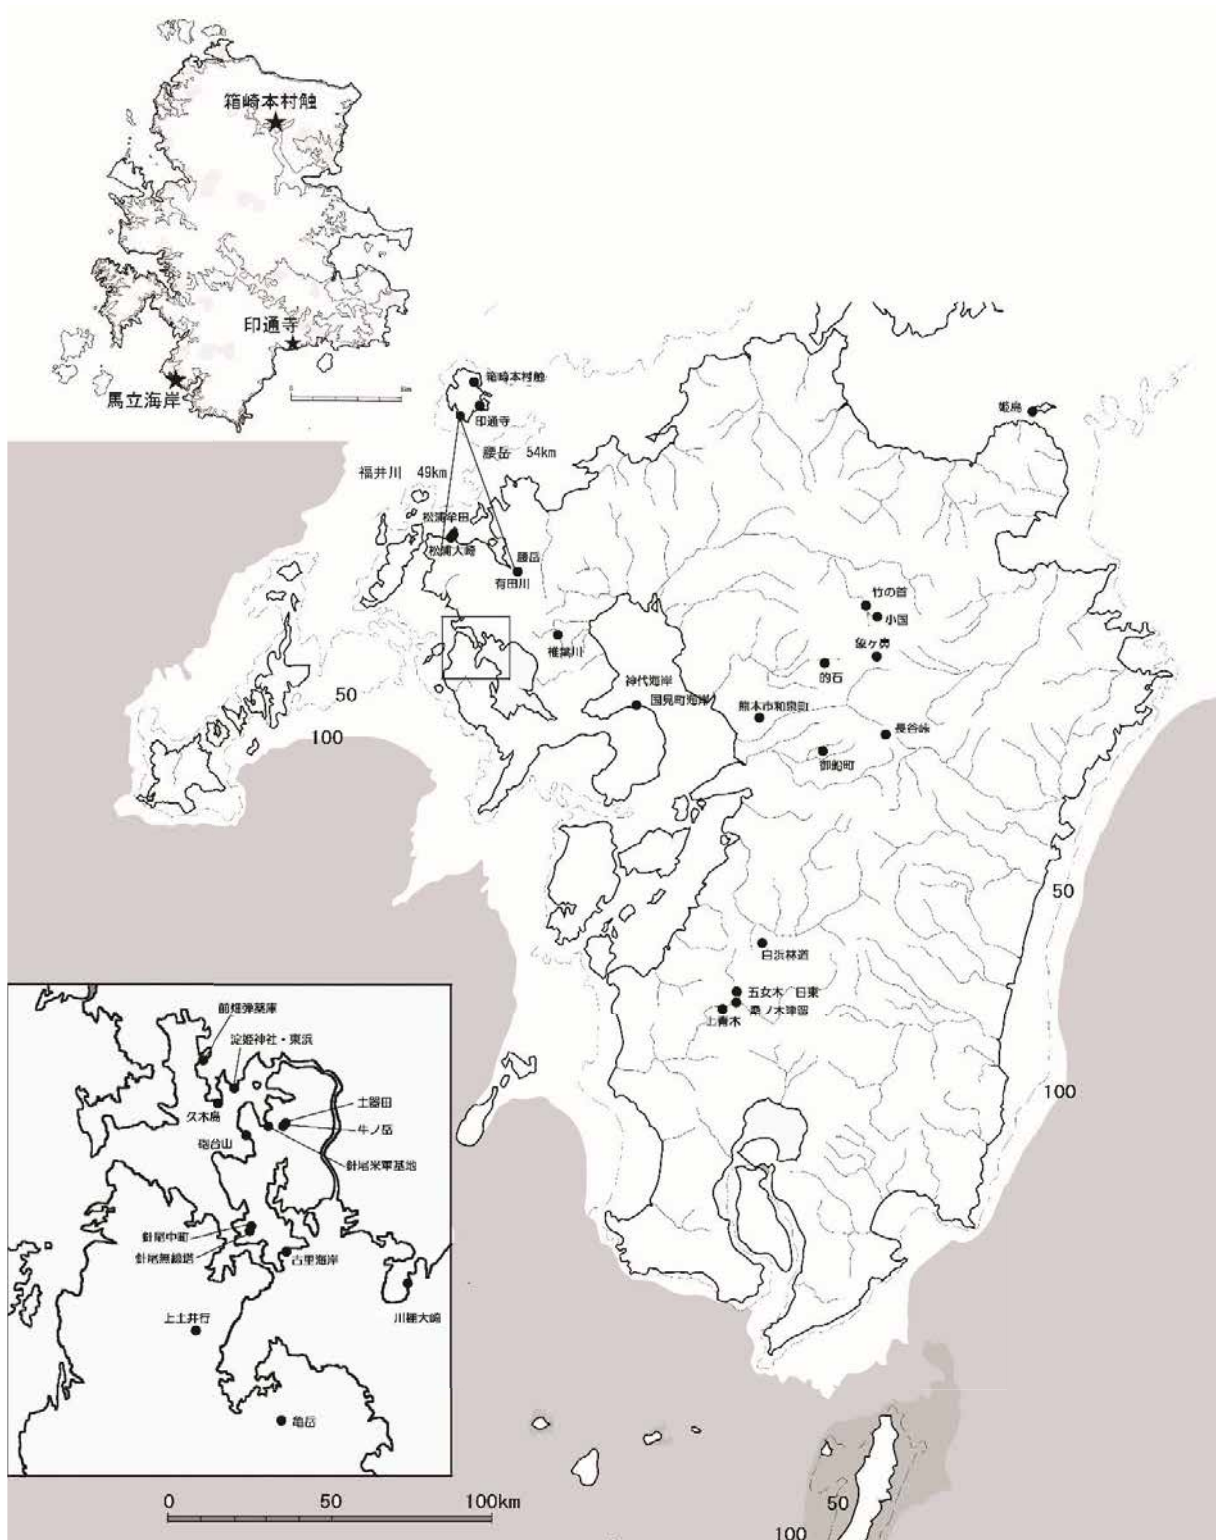 箱崎本村触
印通寺
馬立海岸
0
箱崎本村触
印通寺
姫島
腰岳 54km
福井川 49km
松浦牟田
松浦大崎
腰岳
有田川
竹の首
小国
象ヶ鼻
椎葉川
的石
神代海岸
国見町海岸
熊本市和泉町
長谷峠
御船町
50
100
50
白浜林道
五女木 日東
桑ノ木津留
上青木
100
前畑弾薬庫
淀姫神社・東浜
久木島
土器田
牛ノ岳
砲台山
針尾米軍基地
針尾中町
針尾無線塔
古里海岸
上土井行
川棚大崎
亀岳
0 50 100km
50
100